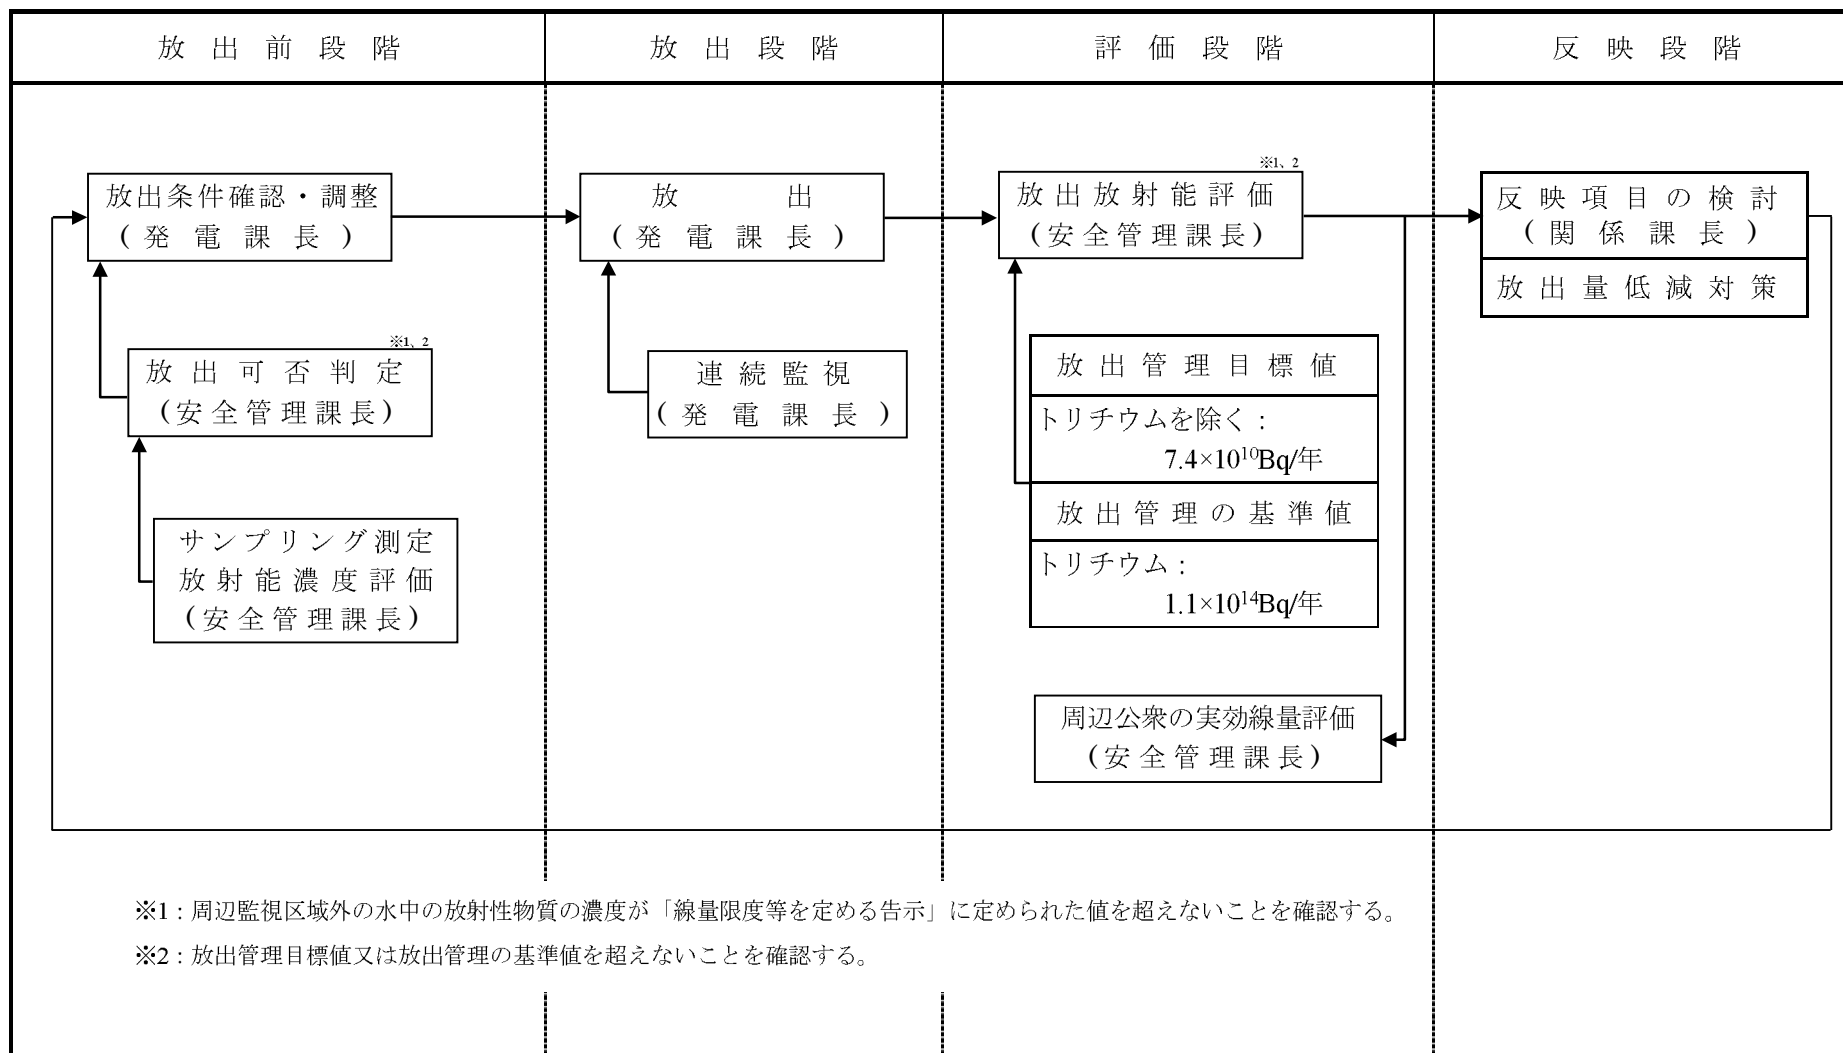 放出前段階
放出段階
評価段階
反映段階
放出条件確認・調整
(発電課長)
※1、2
放出可否判定
(安全管理課長)
サンプリング測定
放射能濃度評価
(安全管理課長)
放出
(発電課長)
連続監視
(発電課長)
※1、2
放出放射能評価
(安全管理課長)
放出管理目標値
トリチウムを除く:
7.4×10¹⁰Bq/年
放出管理の基準値
トリチウム:
1.1×10¹⁴Bq/年
周辺公衆の実効線量評価
(安全管理課長)
反映項目の検討
(関係課長)
放出量低減対策
※1:周辺監視区域外の水中の放射性物質の濃度が「線量限度等を定める告示」に定められた値を超えないことを確認する。
※2:放出管理目標値又は放出管理の基準値を超えないことを確認する。